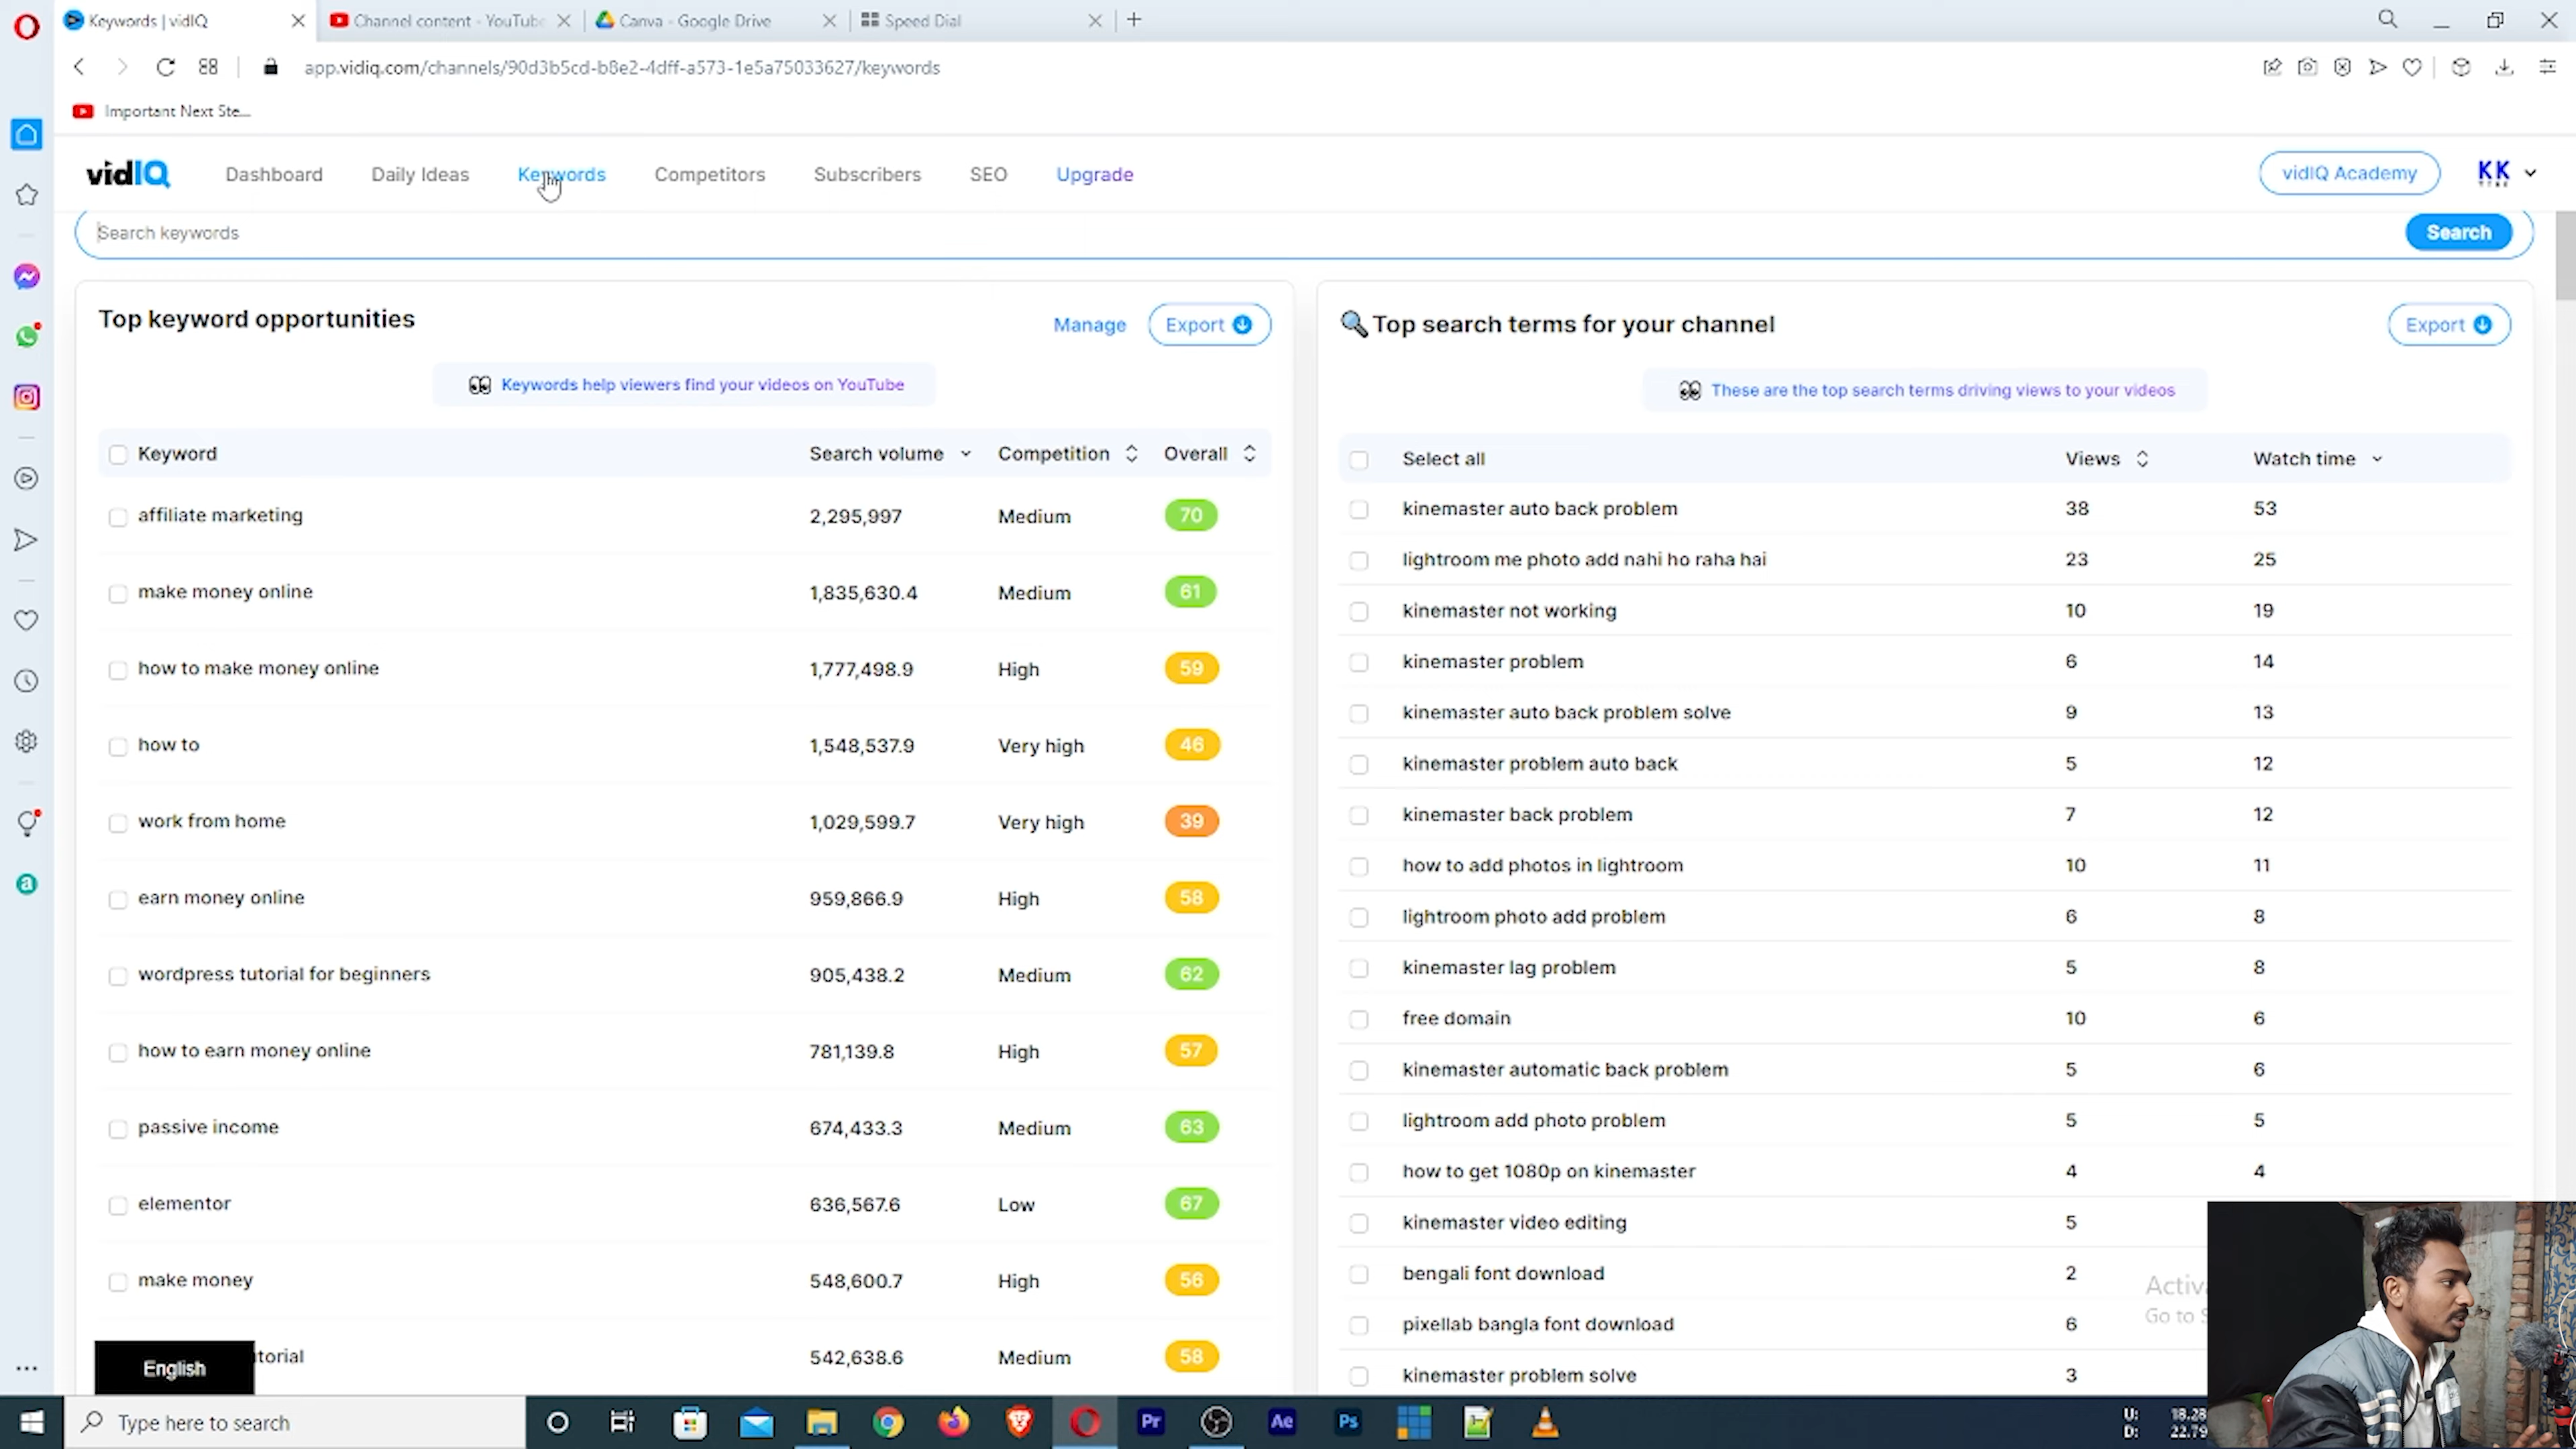 Keywords | vidIQ
Channel content - YouTube
Canva - Google Drive
Speed Dial
app.vidiq.com/channels/90d3b5cd-b8e2-4dff-a573-1e5a75033627/keywords
Important Next Ste...
vidIQ
Dashboard
Daily Ideas
Keywords
Competitors
Subscribers
SEO
Upgrade
vidIQ Academy
KK
Search keywords
Search
Top keyword opportunities
Manage
Export
Keywords help viewers find your videos on YouTube
Keyword Search volume Competition Overall
affiliate marketing 2,295,997 Medium 70
make money online 1,835,630.4 Medium 61
how to make money online 1,777,498.9 High 59
how to 1,548,537.9 Very high 46
work from home 1,029,599.7 Very high 39
earn money online 959,866.9 High 58
wordpress tutorial for beginners 905,438.2 Medium 62
how to earn money online 781,139.8 High 57
passive income 674,433.3 Medium 63
elementor 636,567.6 Low 67
make money 548,600.7 High 56
torial 542,638.6 Medium 58
English
Top search terms for your channel
Export
These are the top search terms driving views to your videos
Select all Views Watch time
kinemaster auto back problem 38 53
lightroom me photo add nahi ho raha hai 23 25
kinemaster not working 10 19
kinemaster problem 6 14
kinemaster auto back problem solve 9 13
kinemaster problem auto back 5 12
kinemaster back problem 7 12
how to add photos in lightroom 10 11
lightroom photo add problem 6 8
kinemaster lag problem 5 8
free domain 10 6
kinemaster automatic back problem 5 6
lightroom add photo problem 5 5
how to get 1080p on kinemaster 4 4
kinemaster video editing 5
bengali font download 2
pixellab bangla font download 6
kinemaster problem solve 3
Activ
Go to S
Type here to search
Pr
Ae
Ps
U: 18.28
D: 22.79